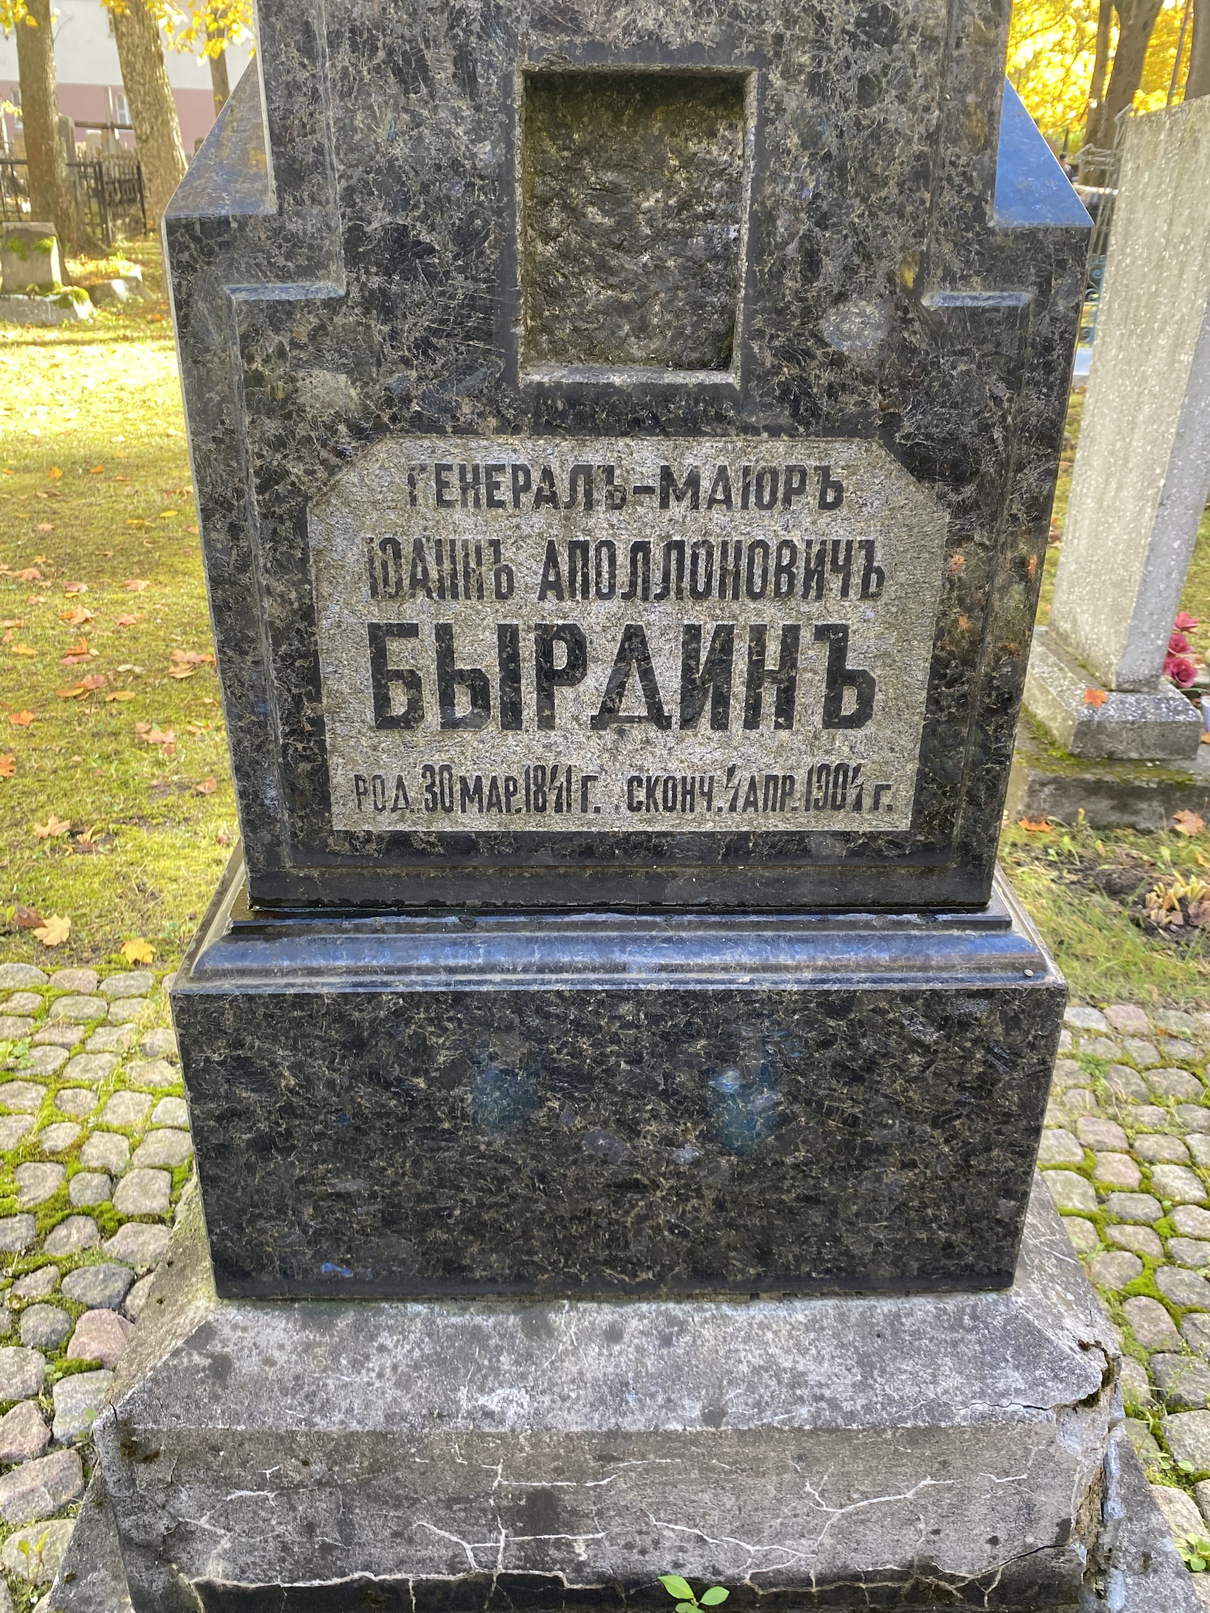 ГЕНЕРАЛЪ-МАІОРЪ
ІОАННЪ АПОЛЛОНОВИЧЪ
БЫРДИНЪ
РОД. 30 МАР. 1841 Г. СКОНЧ. 4 АПР. 1904 Г.